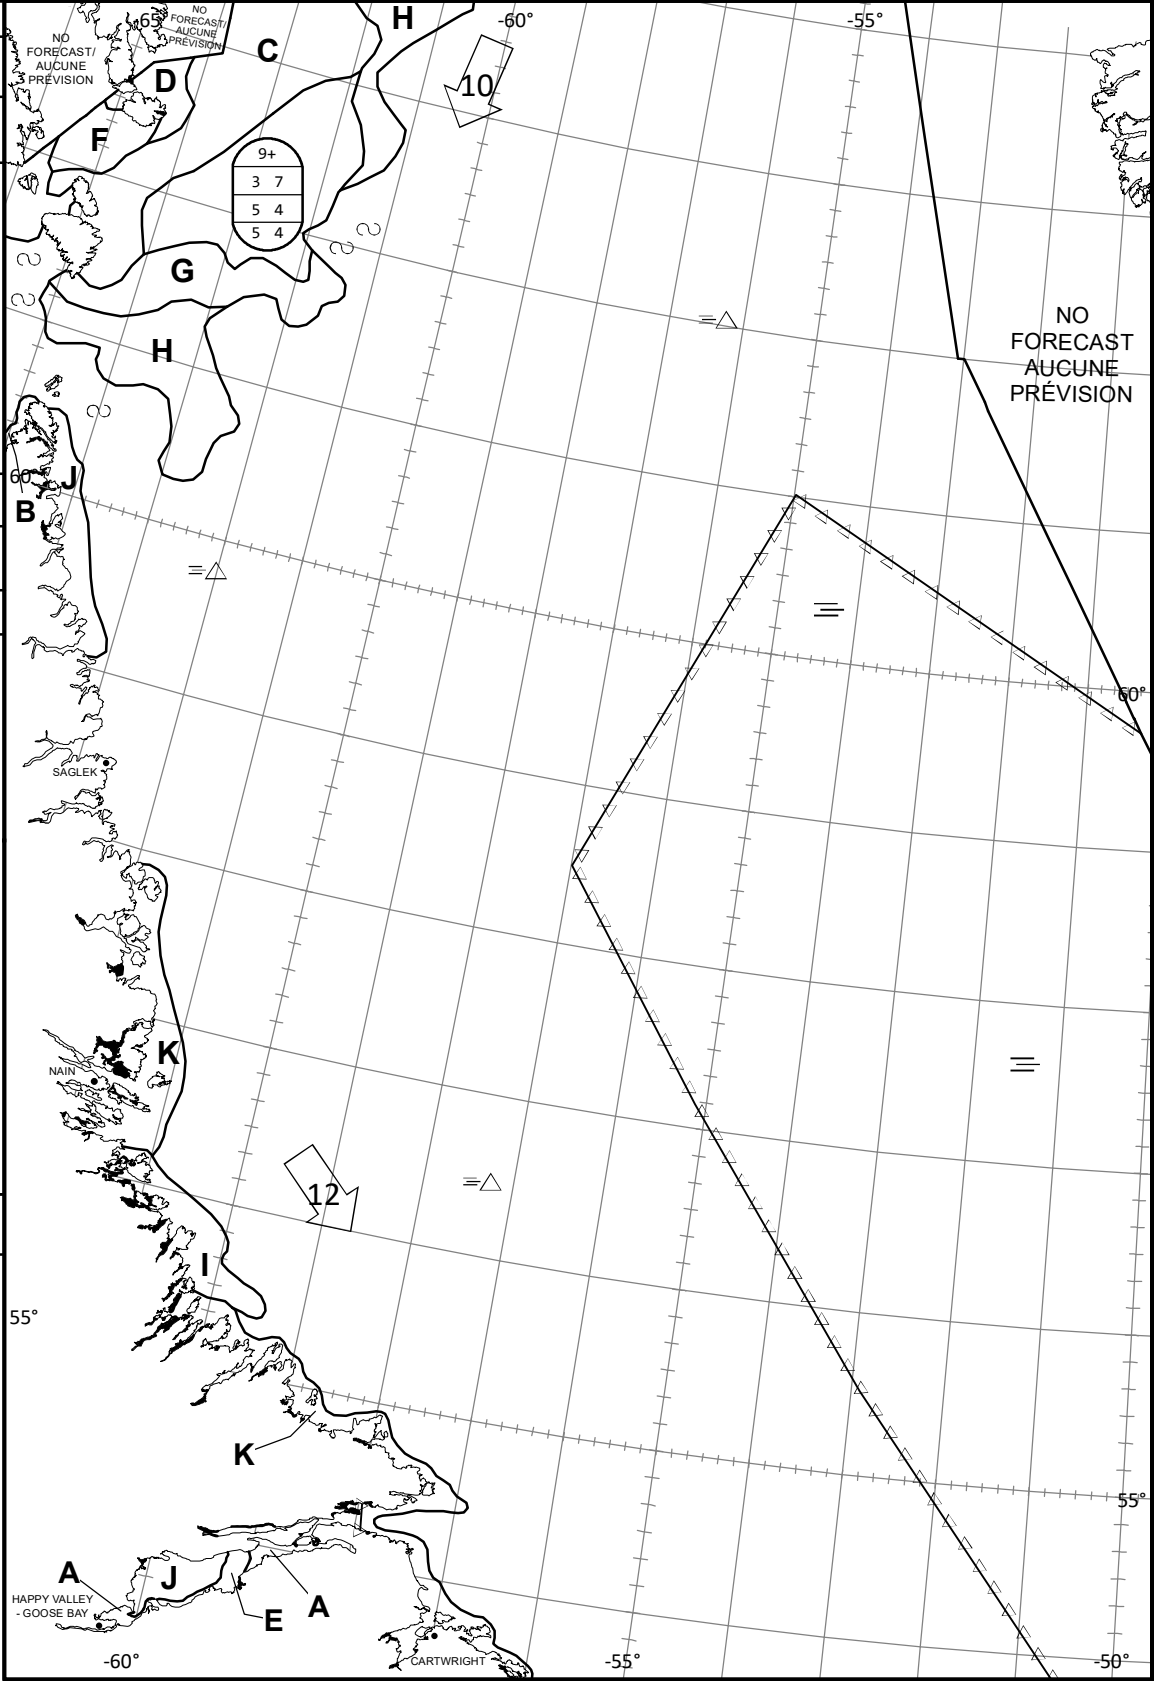 65°
NO
FORECAST/
AUCUNE
PRÉVISION
NO
FORECAST/
AUCUNE
PRÉVISION
C
H
-60°
-55°
D
F
10
9+
3 7
5 4
5 4
G
H
NO
FORECAST
AUCUNE
PRÉVISION
60°
J
B
60°
SAGLEK
K
NAIN
12
I
55°
K
55°
A
J
HAPPY VALLEY
- GOOSE BAY
E
A
CARTWRIGHT
-60°
-55°
-50°